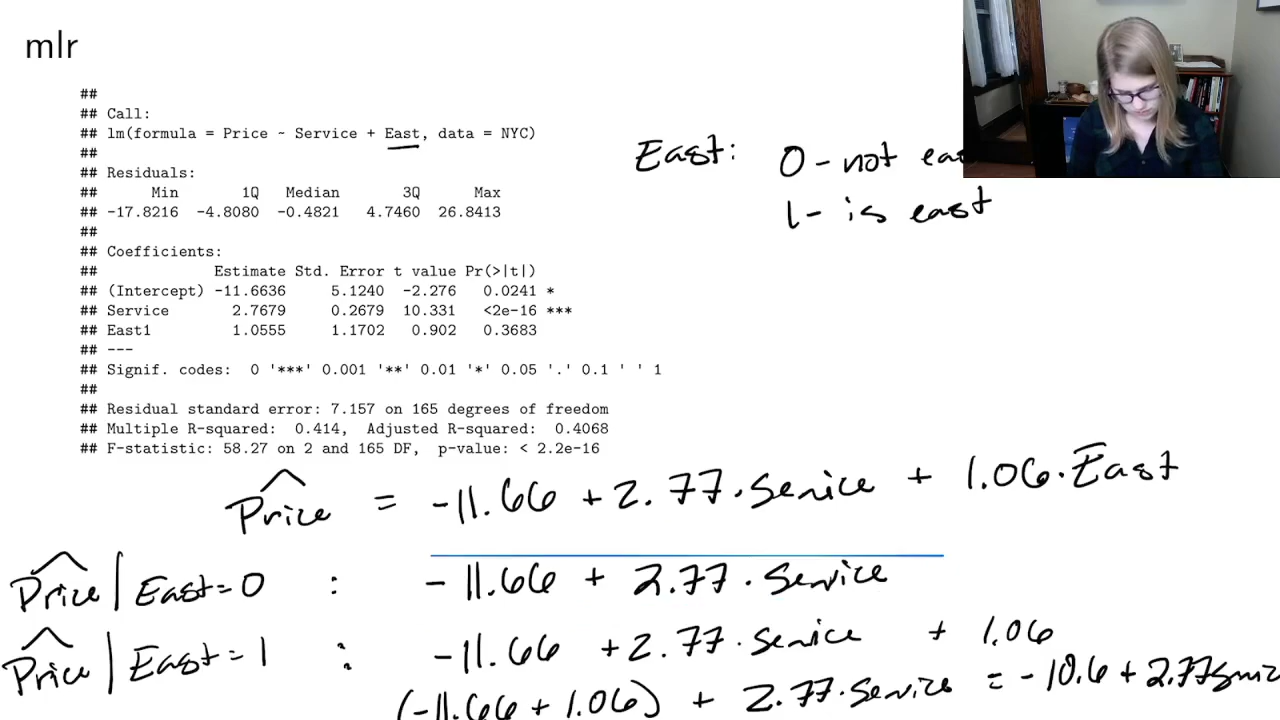 mlr
##
## Call:
## lm(formula = Price ~ Service + East, data = NYC)
##
## Residuals:
## Min 1Q Median 3Q Max
## -17.8216 -4.8080 -0.4821 4.7460 26.8413
##
## Coefficients:
## Estimate Std. Error t value Pr(>|t|)
## (Intercept) -11.6636 5.1240 -2.276 0.0241 *
## Service 2.7679 0.2679 10.331 <2e-16 ***
## East1 1.0555 1.1702 0.902 0.3683
## ---
## Signif. codes: 0 '***' 0.001 '**' 0.01 '*' 0.05 '.' 0.1 ' ' 1
##
## Residual standard error: 7.157 on 165 degrees of freedom
## Multiple R-squared: 0.414, Adjusted R-squared: 0.4068
## F-statistic: 58.27 on 2 and 165 DF, p-value: < 2.2e-16
East: 0 - not
1 - is east
Price = -11.66 + 2.77 · Service + 1.06 · East
Price | East = 0 : -11.66 + 2.77 · Service
Price | East = 1 : -11.66 + 2.77 · Service + 1.06
(-11.66 + 1.06) + 2.77 · Service = -10.6 + 2.77